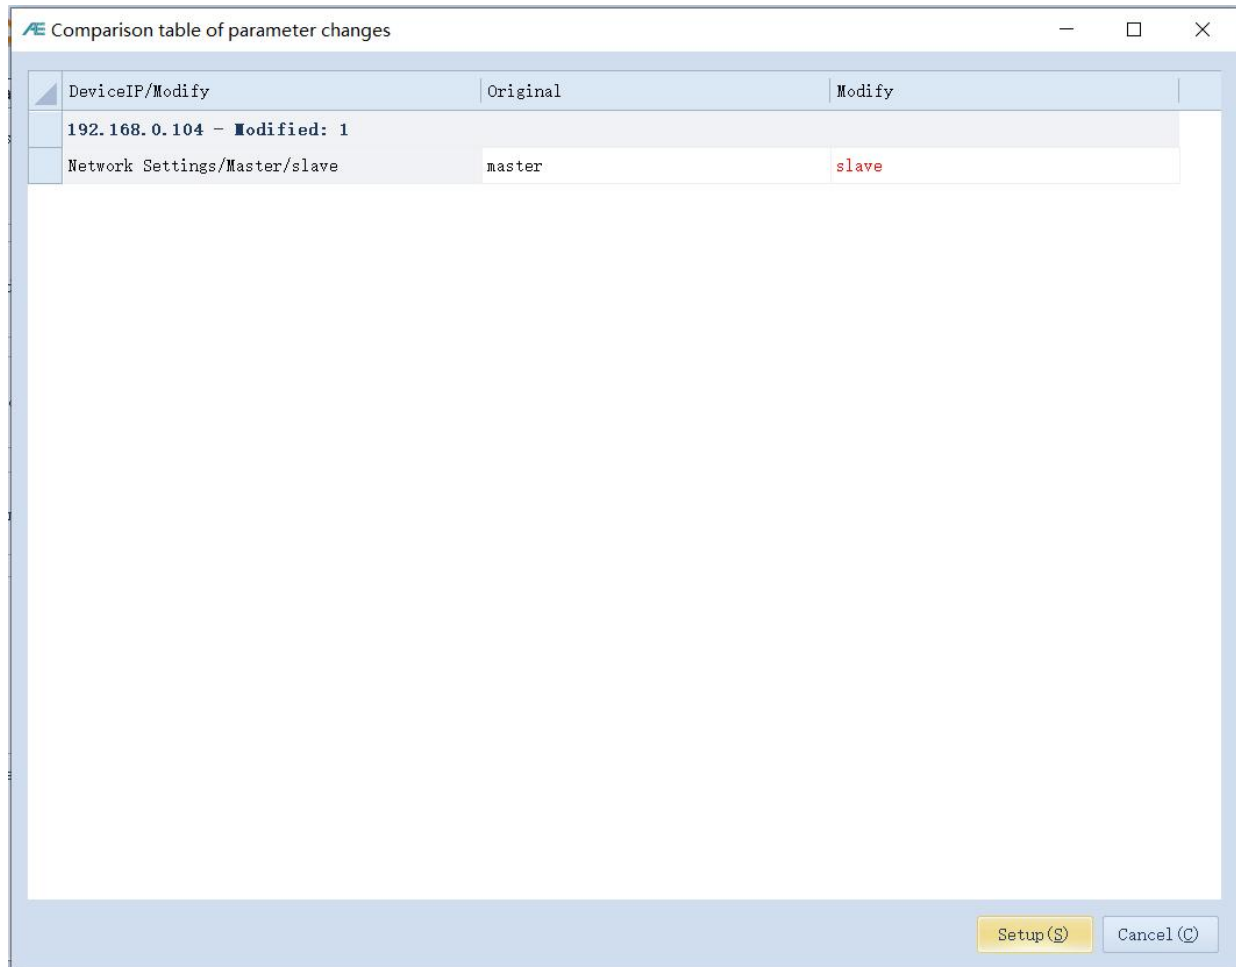 Comparison table of parameter changes
DeviceIP/Modify Original Modify
192.168.0.104 - Modified: 1
Network Settings/Master/slave master slave
Setup(S) Cancel(C)